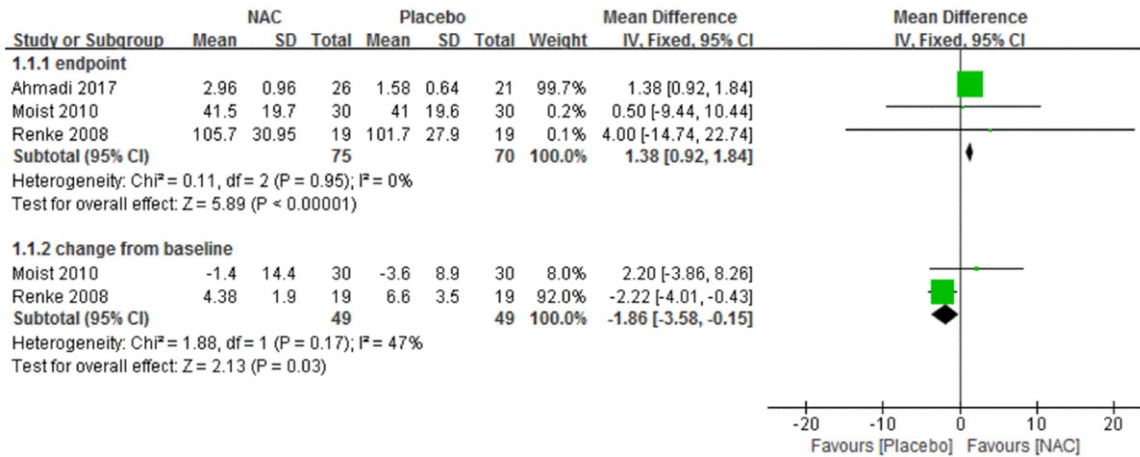 NAC Placebo Mean Difference Mean Difference
Study or Subgroup Mean SD Total Mean SD Total Weight IV, Fixed, 95% CI IV, Fixed, 95% CI
1.1.1 endpoint
Ahmadi 2017 2.96 0.96 26 1.58 0.64 21 99.7% 1.38 [0.92, 1.84]
Moist 2010 41.5 19.7 30 41 19.6 30 0.2% 0.50 [-9.44, 10.44]
Renke 2008 105.7 30.95 19 101.7 27.9 19 0.1% 4.00 [-14.74, 22.74]
Subtotal (95% CI) 75 70 100.0% 1.38 [0.92, 1.84]
Heterogeneity: Chi² = 0.11, df = 2 (P = 0.95); I² = 0%
Test for overall effect: Z = 5.89 (P < 0.00001)
1.1.2 change from baseline
Moist 2010 -1.4 14.4 30 -3.6 8.9 30 8.0% 2.20 [-3.86, 8.26]
Renke 2008 4.38 1.9 19 6.6 3.5 19 92.0% -2.22 [-4.01, -0.43]
Subtotal (95% CI) 49 49 100.0% -1.86 [-3.58, -0.15]
Heterogeneity: Chi² = 1.88, df = 1 (P = 0.17); I² = 47%
Test for overall effect: Z = 2.13 (P = 0.03)
-20 -10 0 10 20
Favours [Placebo] Favours [NAC]